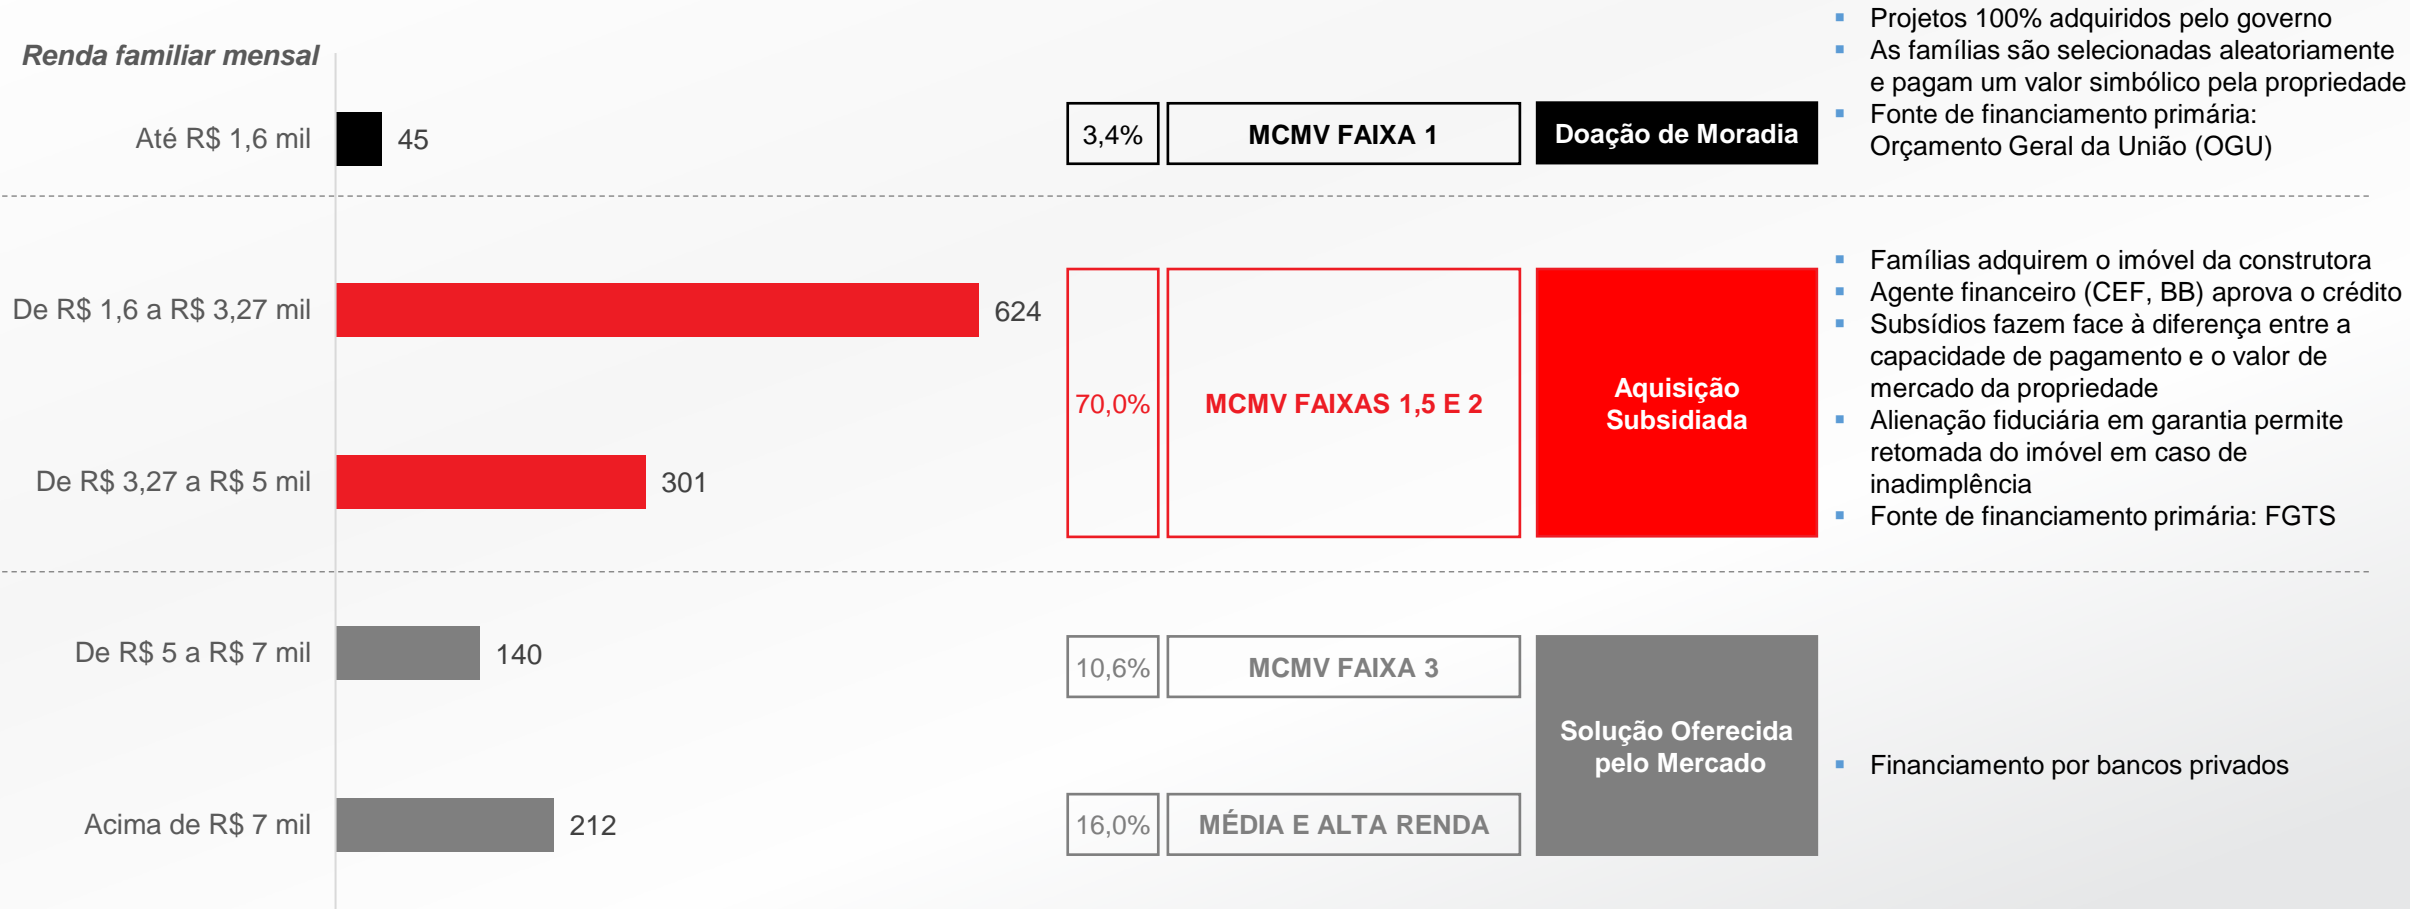 Renda familiar mensal
Até R$ 1,6 mil
45
3,4%
MCMV FAIXA 1
Doação de Moradia
▪ Projetos 100% adquiridos pelo governo
▪ As famílias são selecionadas aleatoriamente
e pagam um valor simbólico pela propriedade
▪ Fonte de financiamento primária:
Orçamento Geral da União (OGU)
De R$ 1,6 a R$ 3,27 mil
624
De R$ 3,27 a R$ 5 mil
301
70,0%
MCMV FAIXAS 1,5 E 2
Aquisição
Subsidiada
▪ Famílias adquirem o imóvel da construtora
▪ Agente financeiro (CEF, BB) aprova o crédito
▪ Subsídios fazem face à diferença entre a
capacidade de pagamento e o valor de
mercado da propriedade
▪ Alienação fiduciária em garantia permite
retomada do imóvel em caso de
inadimplência
▪ Fonte de financiamento primária: FGTS
De R$ 5 a R$ 7 mil
140
10,6%
MCMV FAIXA 3
Acima de R$ 7 mil
212
16,0%
MÉDIA E ALTA RENDA
Solução Oferecida
pelo Mercado
▪ Financiamento por bancos privados